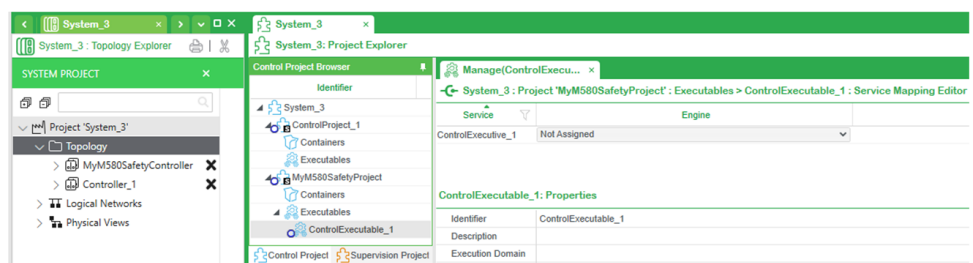 System_3
System_3 : Topology Explorer
SYSTEM PROJECT
Project 'System_3'
Topology
MyM580SafetyController
Controller_1
Logical Networks
Physical Views
System_3
System_3: Project Explorer
Control Project Browser
Identifier
System_3
ControlProject_1
Containers
Executables
MyM580SafetyProject
Containers
Executables
ControlExecutable_1
Control Project
Supervision Project
Manage(ControlExecu...
System_3 : Project 'MyM580SafetyProject' : Executables > ControlExecutable_1 : Service Mapping Editor
Service Engine
ControlExecutive_1 Not Assigned
ControlExecutable_1: Properties
Identifier ControlExecutable_1
Description
Execution Domain